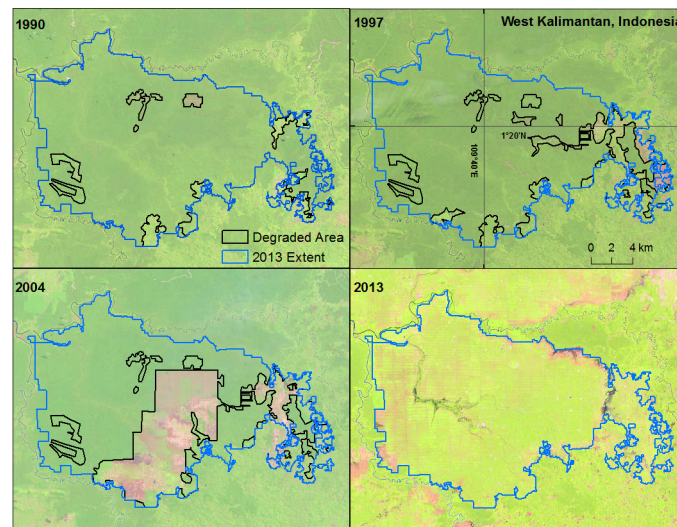 1990
1997
West Kalimantan, Indonesia
1°20'N
109°40'E
0 2 4 km
Degraded Area
2013 Extent
2004
2013